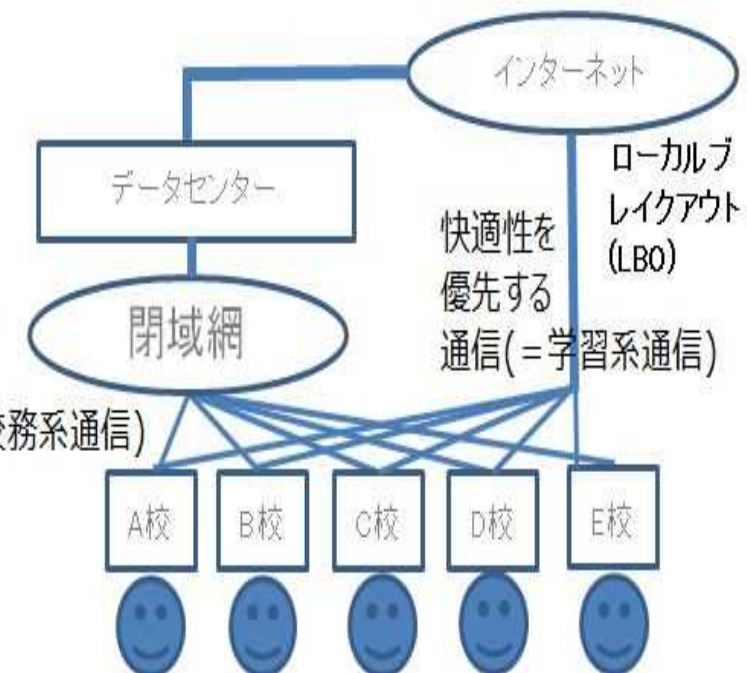 インターネット
データセンター
ローカルブ
レイクアウト
(LBO)
快適性を
優先する
通信(=学習系通信)
閉域網
務系通信)
A校
B校
C校
D校
E校